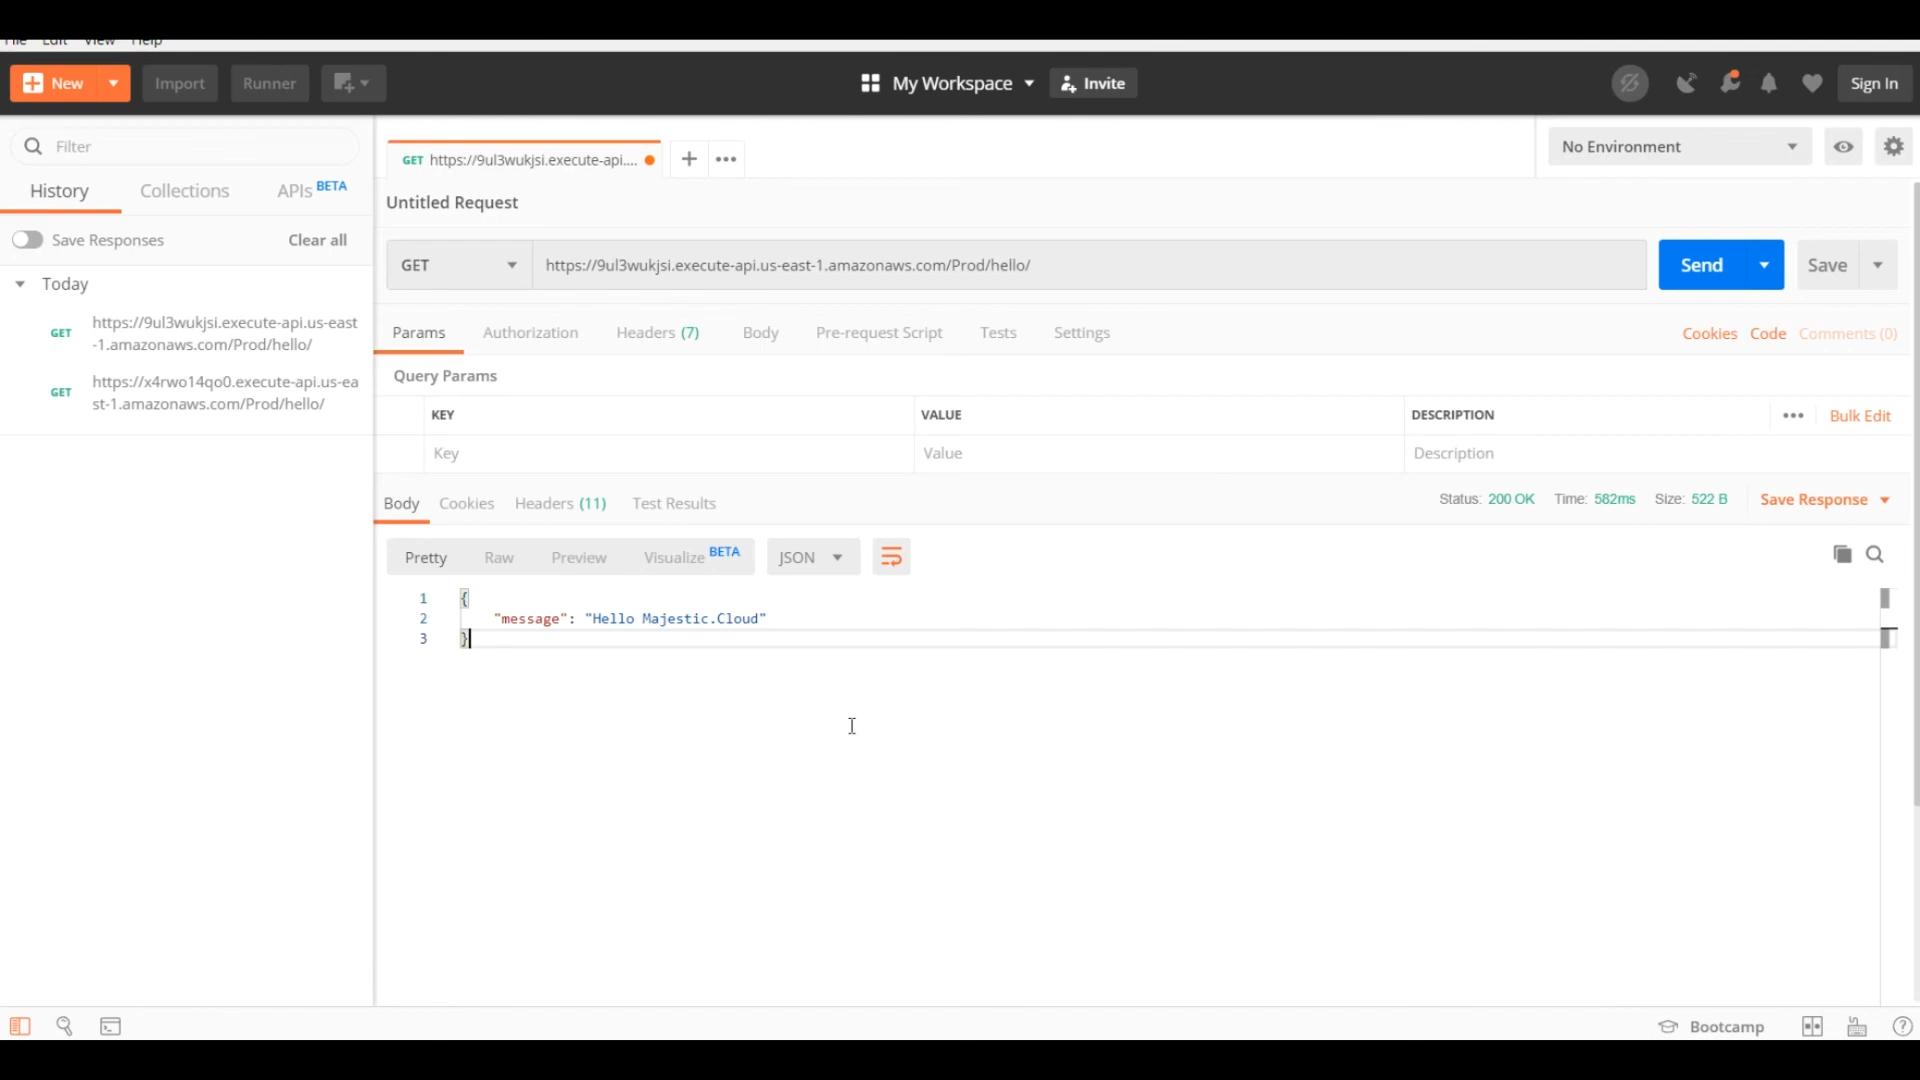 File Edit View Help
New Import Runner My Workspace Invite Sign In
Filter
History Collections APIs BETA
Save Responses Clear all
Today
GET https://9ul3wukjsi.execute-api.us-east
-1.amazonaws.com/Prod/hello/
GET https://x4rwo14qo0.execute-api.us-ea
st-1.amazonaws.com/Prod/hello/
GET https://9ul3wukjsi.execute-api.... + •••
No Environment
Untitled Request
GET https://9ul3wukjsi.execute-api.us-east-1.amazonaws.com/Prod/hello/ Send Save
Params Authorization Headers (7) Body Pre-request Script Tests Settings Cookies Code Comments (0)
Query Params
KEY VALUE DESCRIPTION ••• Bulk Edit
Key Value Description
Body Cookies Headers (11) Test Results Status: 200 OK Time: 582ms Size: 522 B Save Response
Pretty Raw Preview Visualize BETA JSON
1 {
2 "message": "Hello Majestic.Cloud"
3 }
Bootcamp